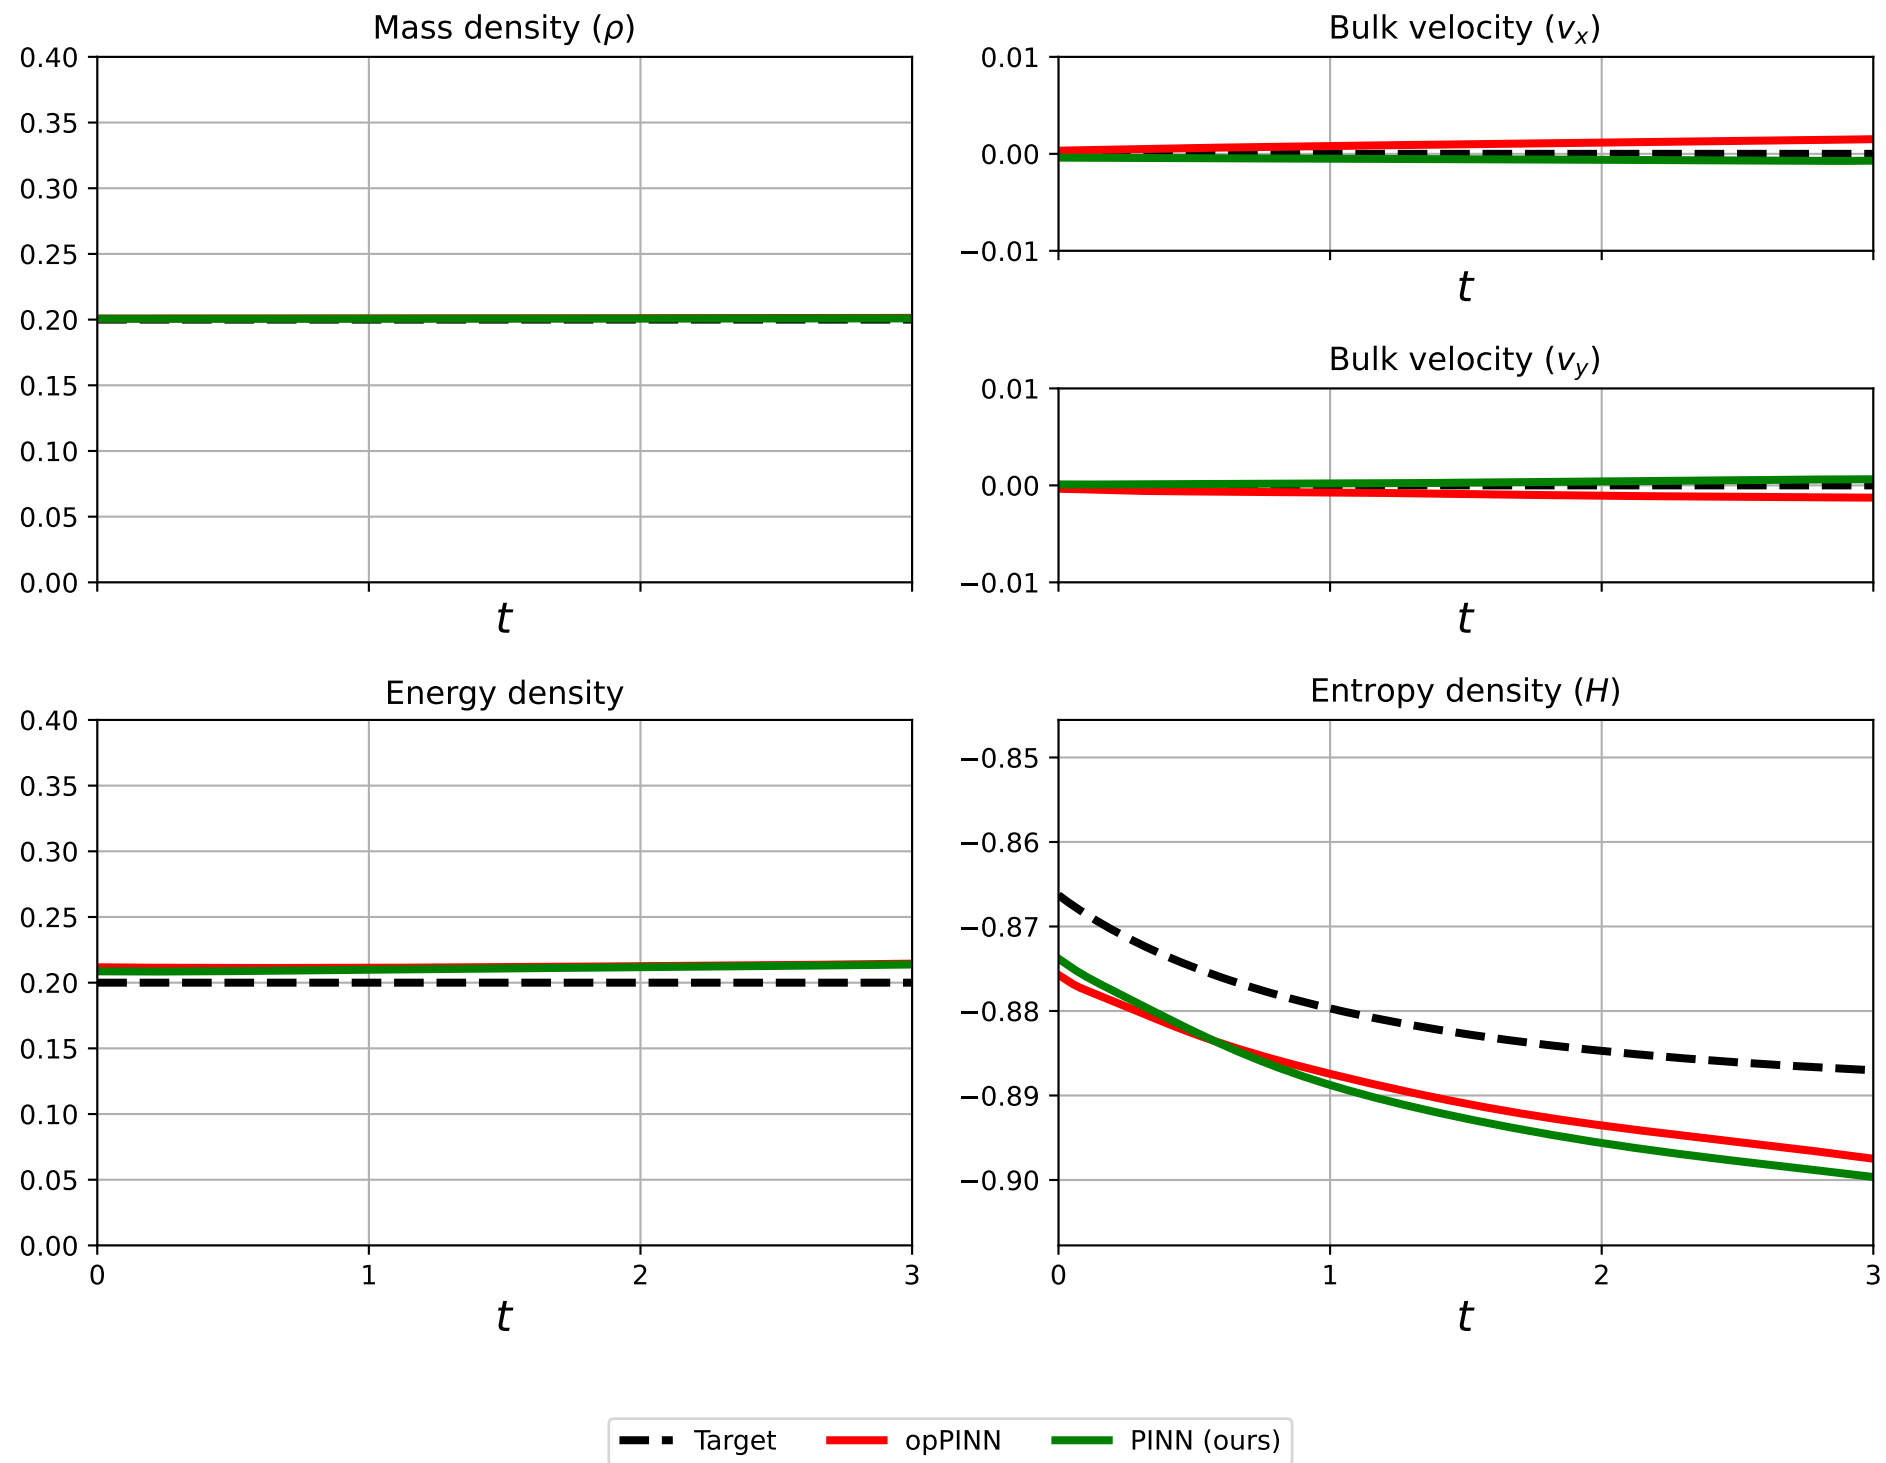 Mass density (ρ)
0.40
0.35
0.30
0.25
0.20
0.15
0.10
0.05
0.00
t
Bulk velocity (vₓ)
0.01
0.00
−0.01
t
Bulk velocity (v_y)
0.01
0.00
−0.01
t
Energy density
0.40
0.35
0.30
0.25
0.20
0.15
0.10
0.05
0.00
0 1 2 3
t
Entropy density (H)
−0.85
−0.86
−0.87
−0.88
−0.89
−0.90
0 1 2 3
t
Target opPINN PINN (ours)